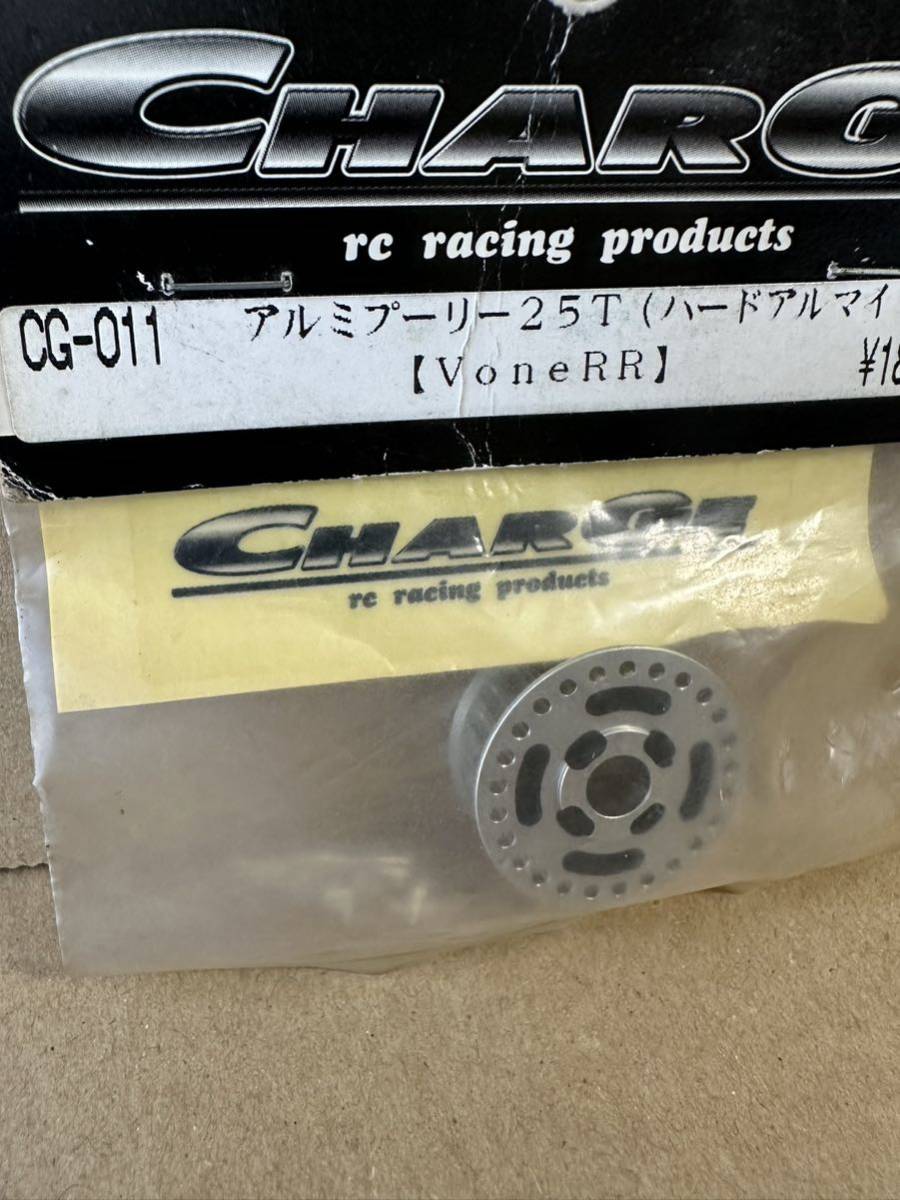 CHARG
rc racing products
CG-011 アルミプーリー25T(ハードアルマイ
【VoneRR】 ¥18
CHARGE
rc racing products